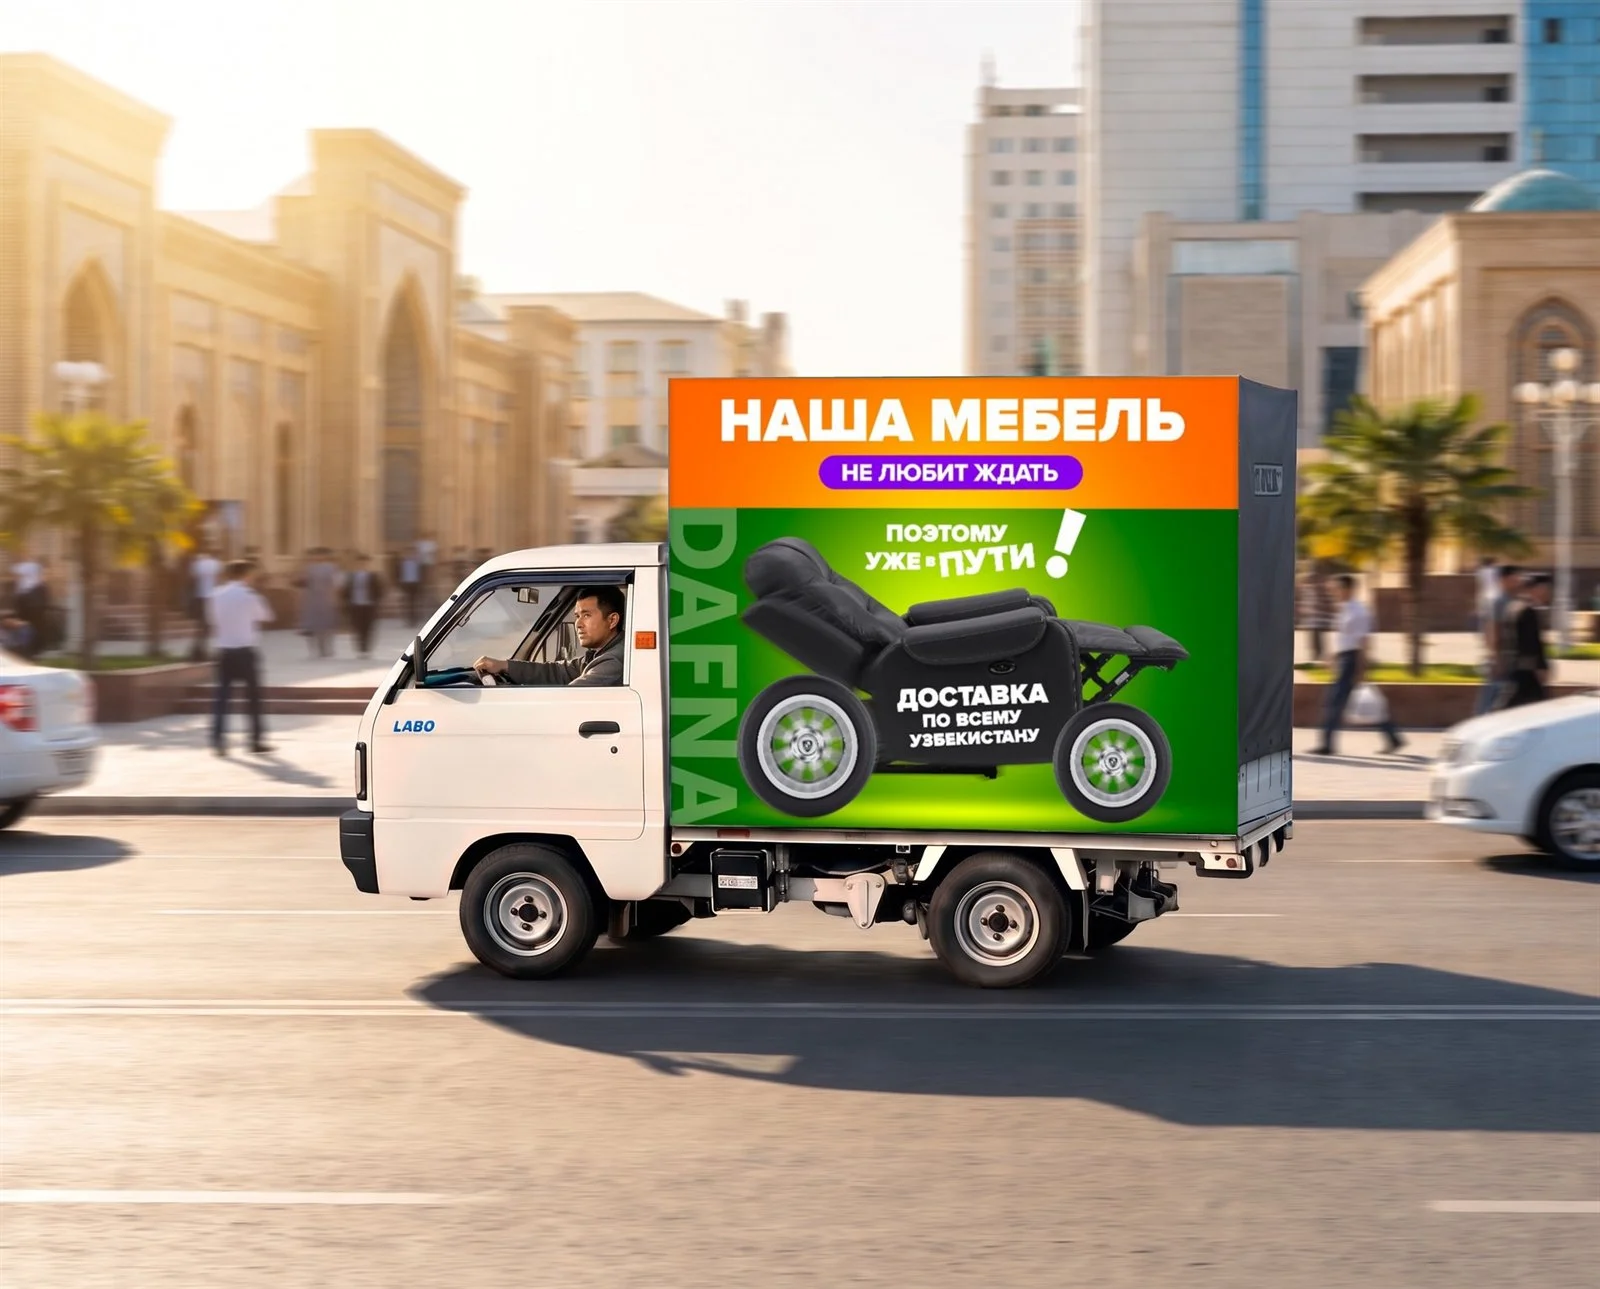 НАША МЕБЕЛЬ
НЕ ЛЮБИТ ЖДАТЬ
ПОЭТОМУ
УЖЕ В ПУТИ!
DAFNA
ДОСТАВКА
ПО ВСЕМУ
УЗБЕКИСТАНУ
LABO